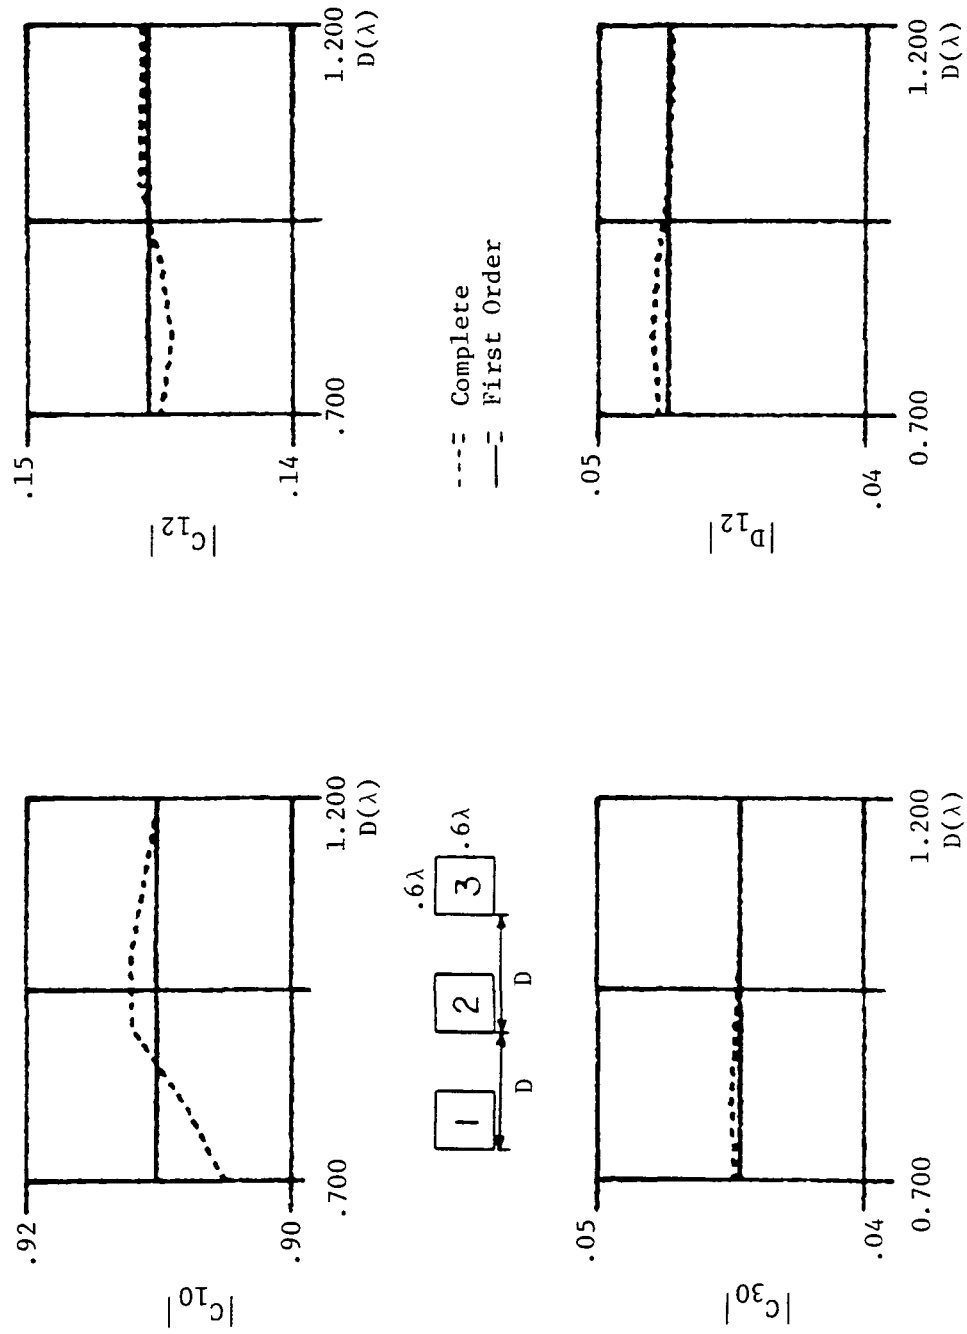 .92
|C10|
.90
.700
1.200
D(λ)
.15
|C12|
.14
.700
1.200
D(λ)
1
2
3
.6λ
.6λ
D
D
---= Complete
—= First Order
.05
|C30|
.04
0.700
1.200
D(λ)
.05
|D12|
.04
0.700
1.200
D(λ)